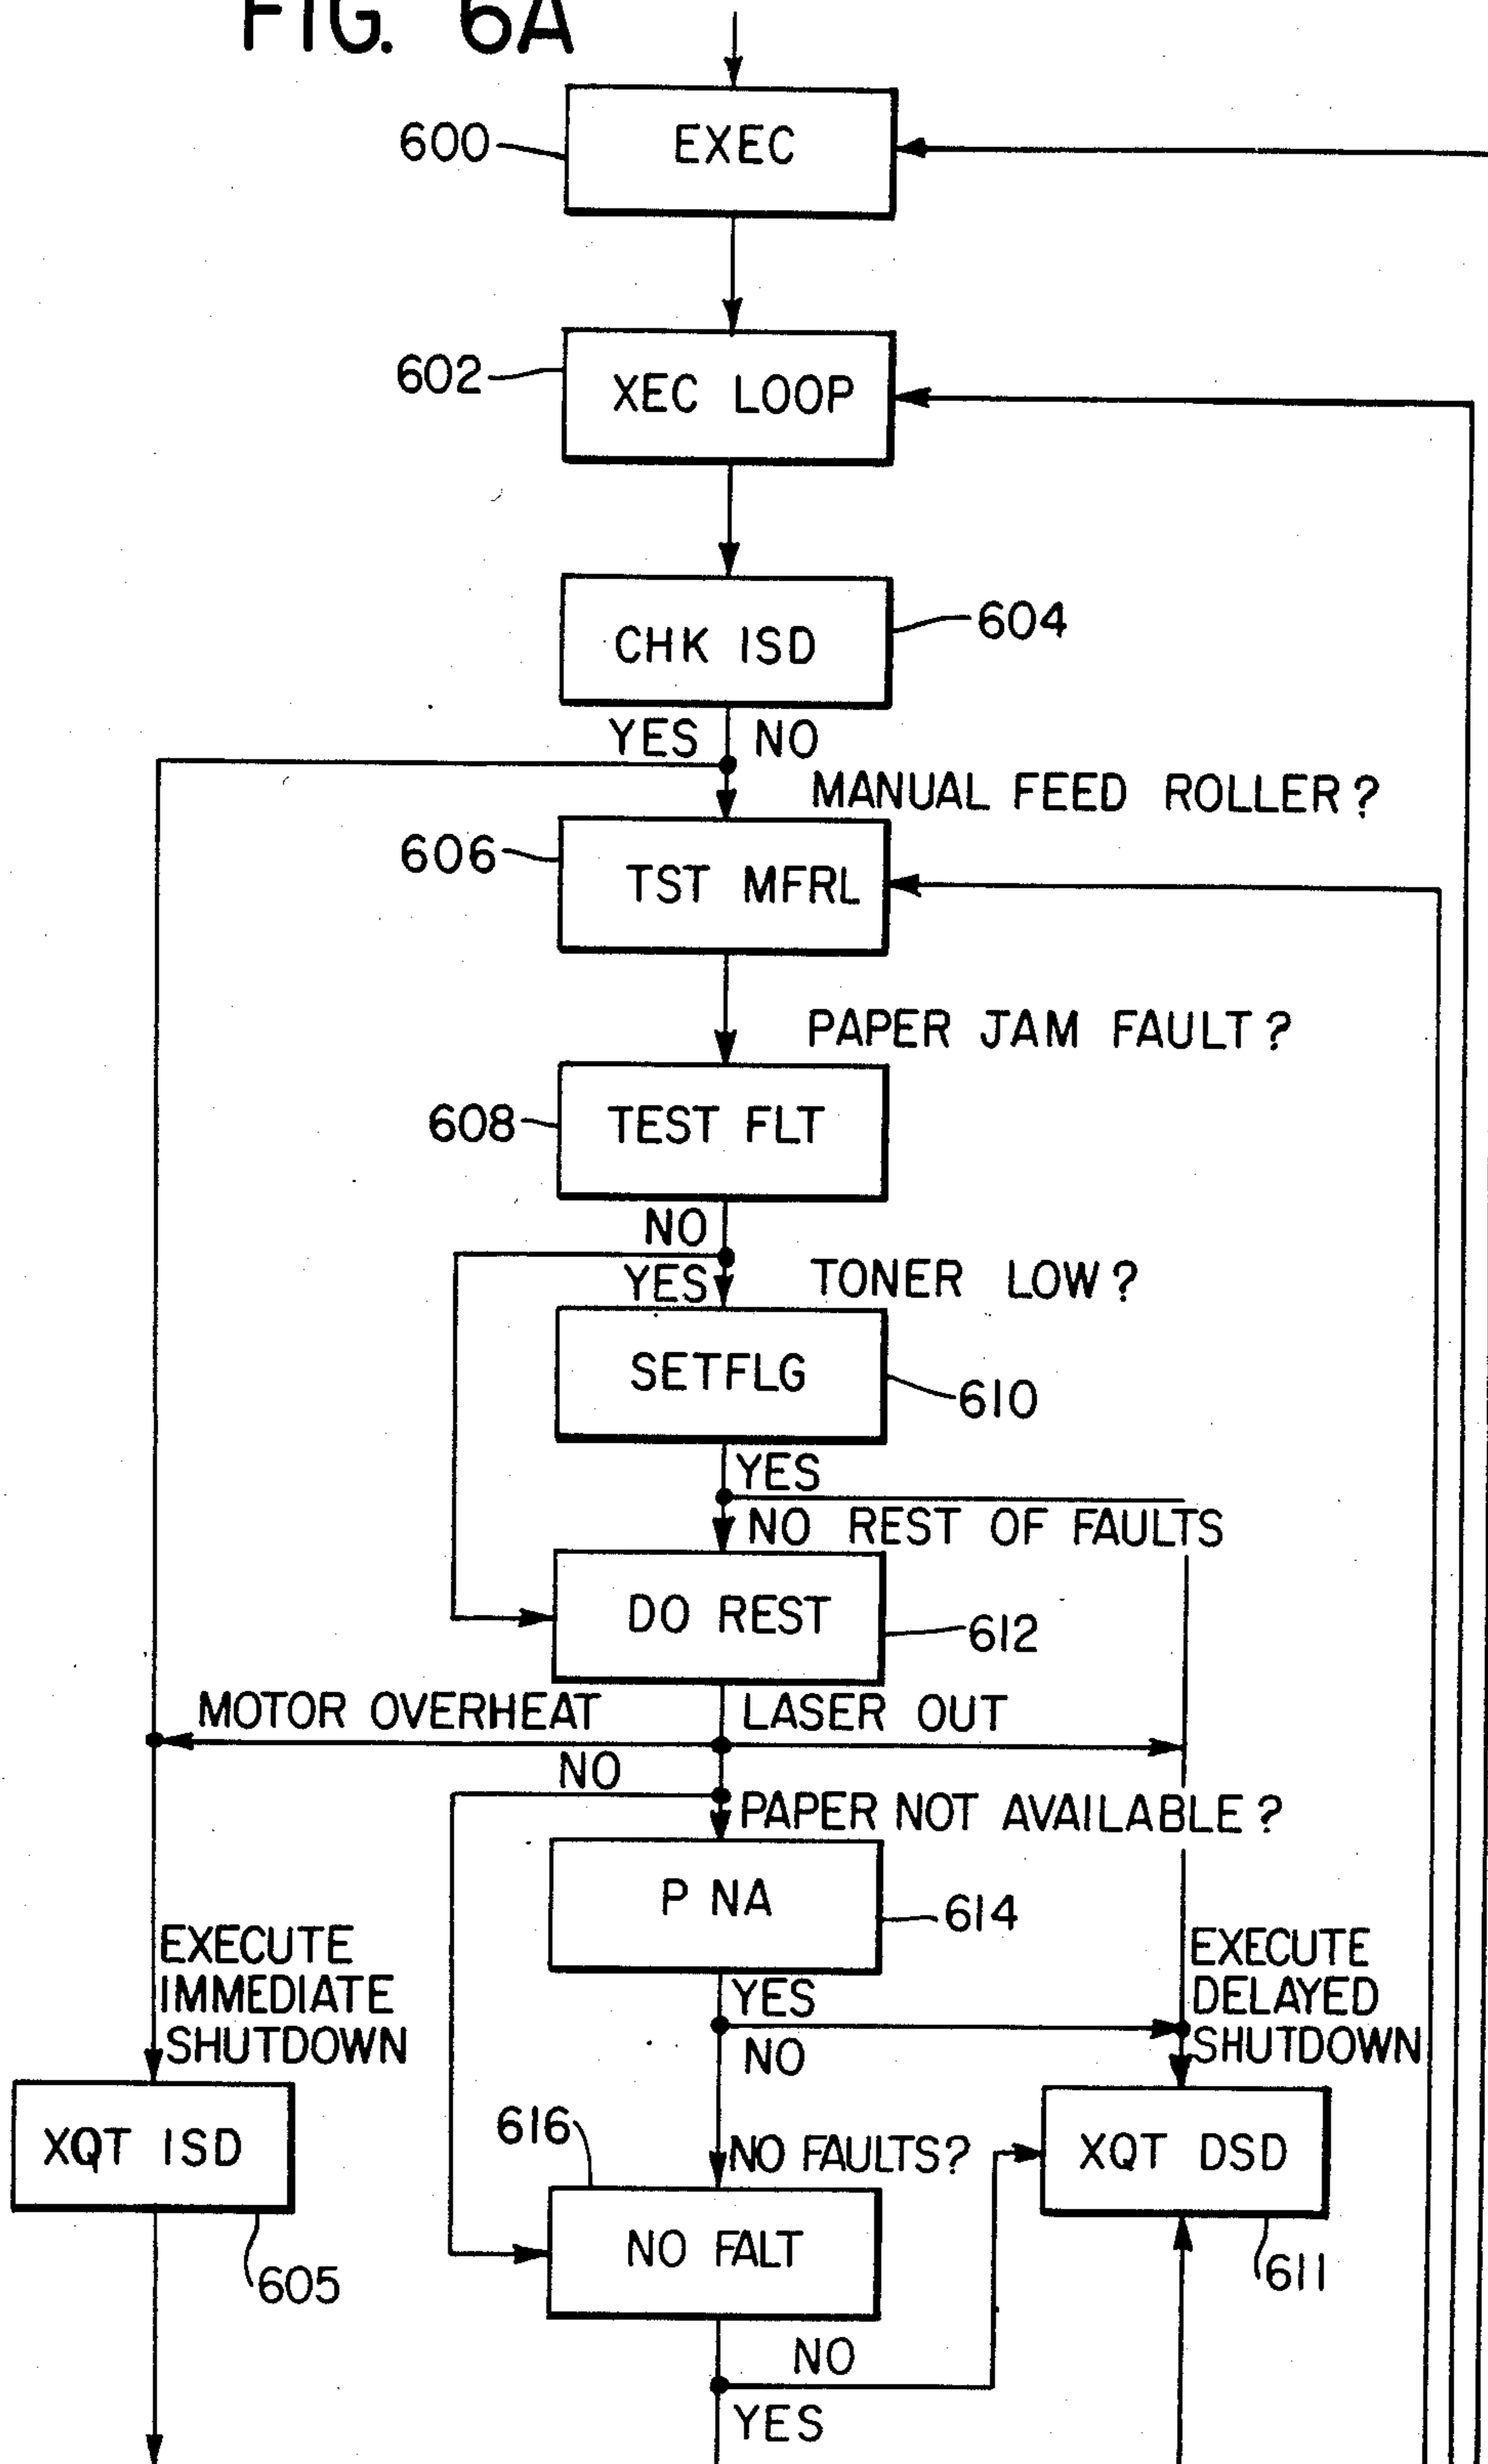 FIG. 6A
600
EXEC
602
XEC LOOP
CHK ISD
604
YES NO
MANUAL FEED ROLLER?
606
TST MFRL
PAPER JAM FAULT?
608
TEST FLT
NO
YES
TONER LOW?
SETFLG
610
YES
NO REST OF FAULTS
DO REST
612
MOTOR OVERHEAT
LASER OUT
NO
PAPER NOT AVAILABLE?
P NA
614
EXECUTE
IMMEDIATE
SHUTDOWN
YES
NO
EXECUTE
DELAYED
SHUTDOWN
XQT ISD
605
616
NO FAULTS?
NO FALT
XQT DSD
611
NO
YES